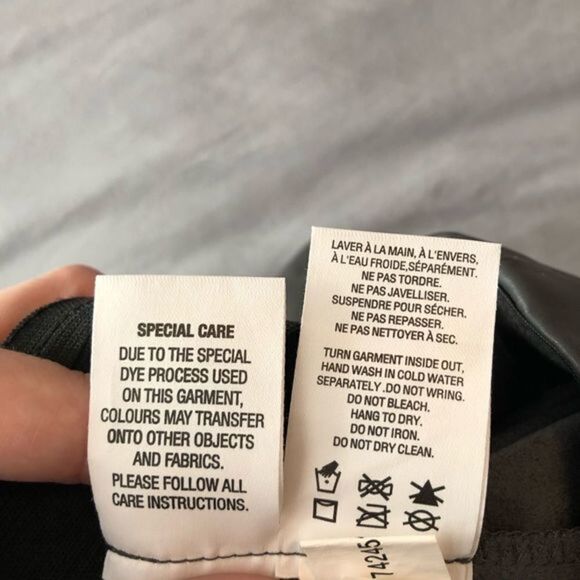 SPECIAL CARE
DUE TO THE SPECIAL
DYE PROCESS USED
ON THIS GARMENT,
COLOURS MAY TRANSFER
ONTO OTHER OBJECTS
AND FABRICS.
PLEASE FOLLOW ALL
CARE INSTRUCTIONS.
LAVER À LA MAIN, À L'ENVERS,
À L'EAU FROIDE,SÉPARÉMENT.
NE PAS TORDRE.
NE PAS JAVELLISER.
SUSPENDRE POUR SÉCHER.
NE PAS REPASSER.
NE PAS NETTOYER À SEC.
TURN GARMENT INSIDE OUT,
HAND WASH IN COLD WATER
SEPARATELY .DO NOT WRING.
DO NOT BLEACH.
HANG TO DRY.
DO NOT IRON.
DO NOT DRY CLEAN.
74245